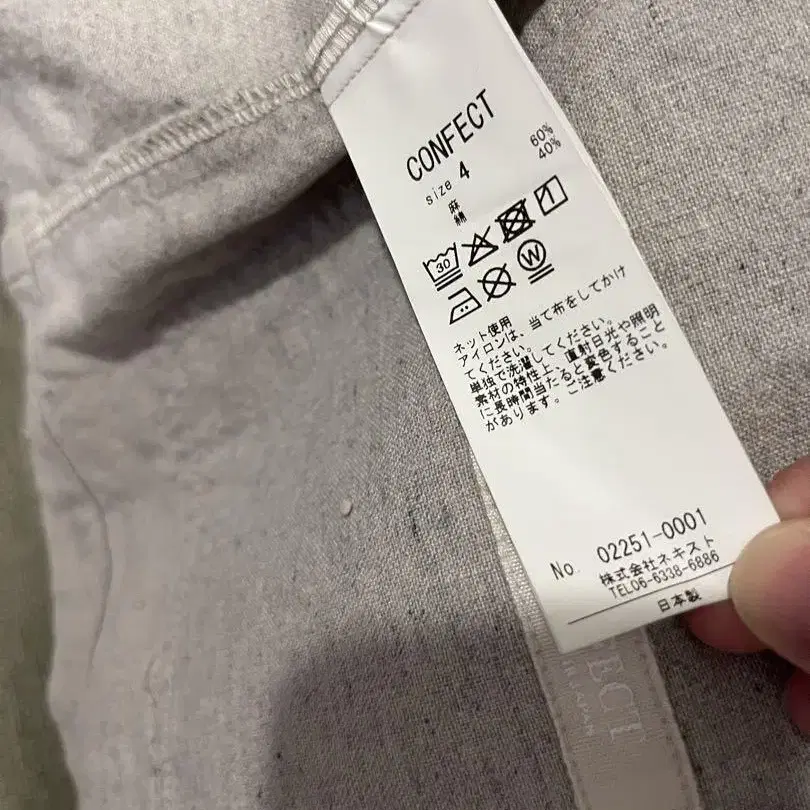 CONFECT
size 4
麻 60%
綿 40%
30
W
ネット使用
アイロンは、当て布をしてかけ
てください。
単独で洗濯してください。
素材の特性上、直射日光や照明
に長時間当たると変色すること
があります。ご注意ください。
No. 02251-0001
株式会社ネキスト
TEL06-6338-6886
日本製
ECT
JAPAN